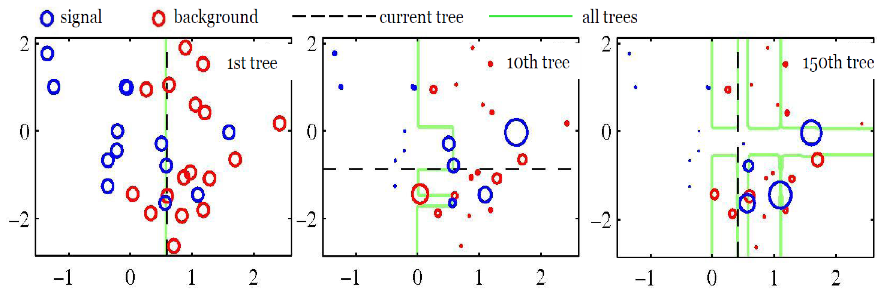 signal background current tree all trees
1st tree 10th tree 150th tree
2 2 2
0 0 0
−2 −2 −2
−1 0 1 2 −1 0 1 2 −1 0 1 2